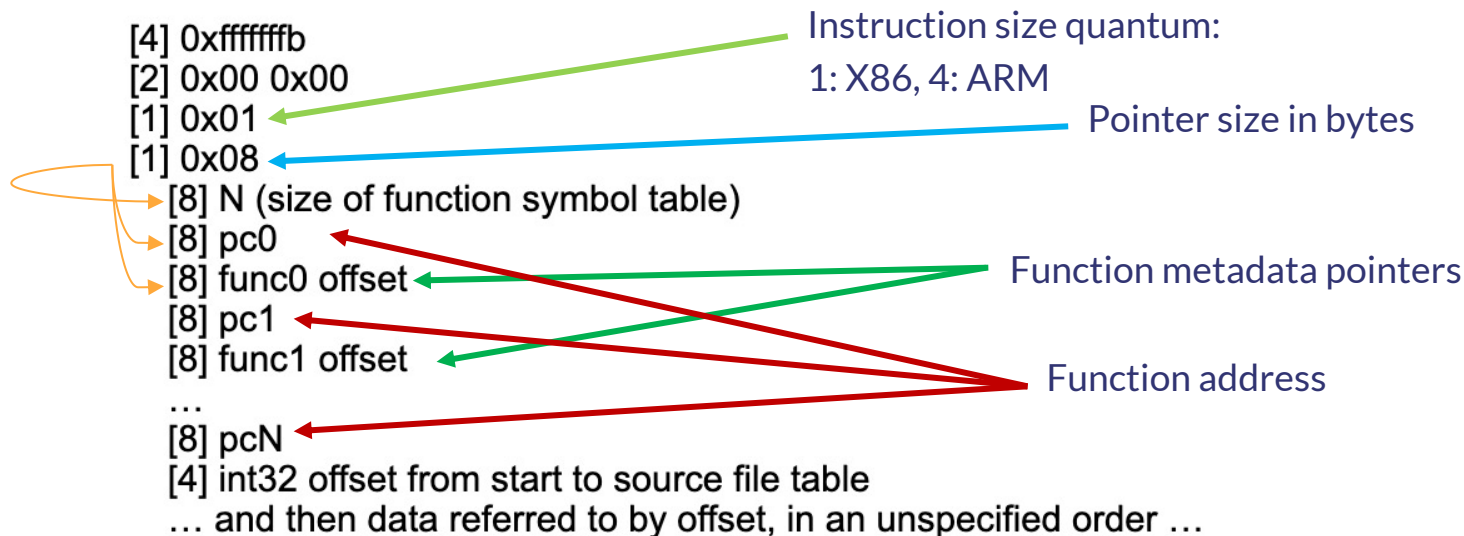 [4] 0xfffffffb
[2] 0x00 0x00
[1] 0x01
[1] 0x08
[8] N (size of function symbol table)
[8] pc0
[8] func0 offset
[8] pc1
[8] func1 offset
…
[8] pcN
[4] int32 offset from start to source file table
… and then data referred to by offset, in an unspecified order …
Instruction size quantum:
1: X86, 4: ARM
Pointer size in bytes
Function metadata pointers
Function address